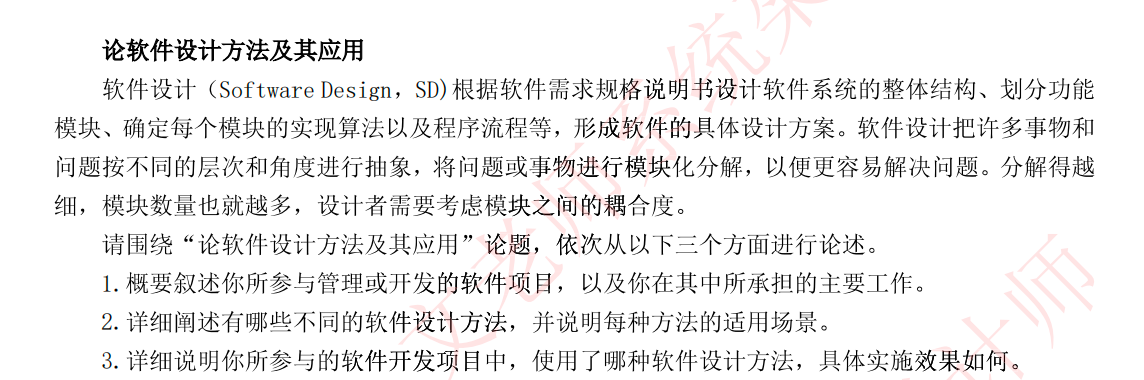 论软件设计方法及其应用
软件设计（Software Design，SD)根据软件需求规格说明书设计软件系统的整体结构、划分功能
模块、确定每个模块的实现算法以及程序流程等，形成软件的具体设计方案。软件设计把许多事物和
问题按不同的层次和角度进行抽象，将问题或事物进行模块化分解，以便更容易解决问题。分解得越
细，模块数量也就越多，设计者需要考虑模块之间的耦合度。
请围绕“论软件设计方法及其应用”论题，依次从以下三个方面进行论述。
1.概要叙述你所参与管理或开发的软件项目，以及你在其中所承担的主要工作。
2.详细阐述有哪些不同的软件设计方法，并说明每种方法的适用场景。
3.详细说明你所参与的软件开发项目中，使用了哪种软件设计方法，具体实施效果如何。
文老师系统架
计师